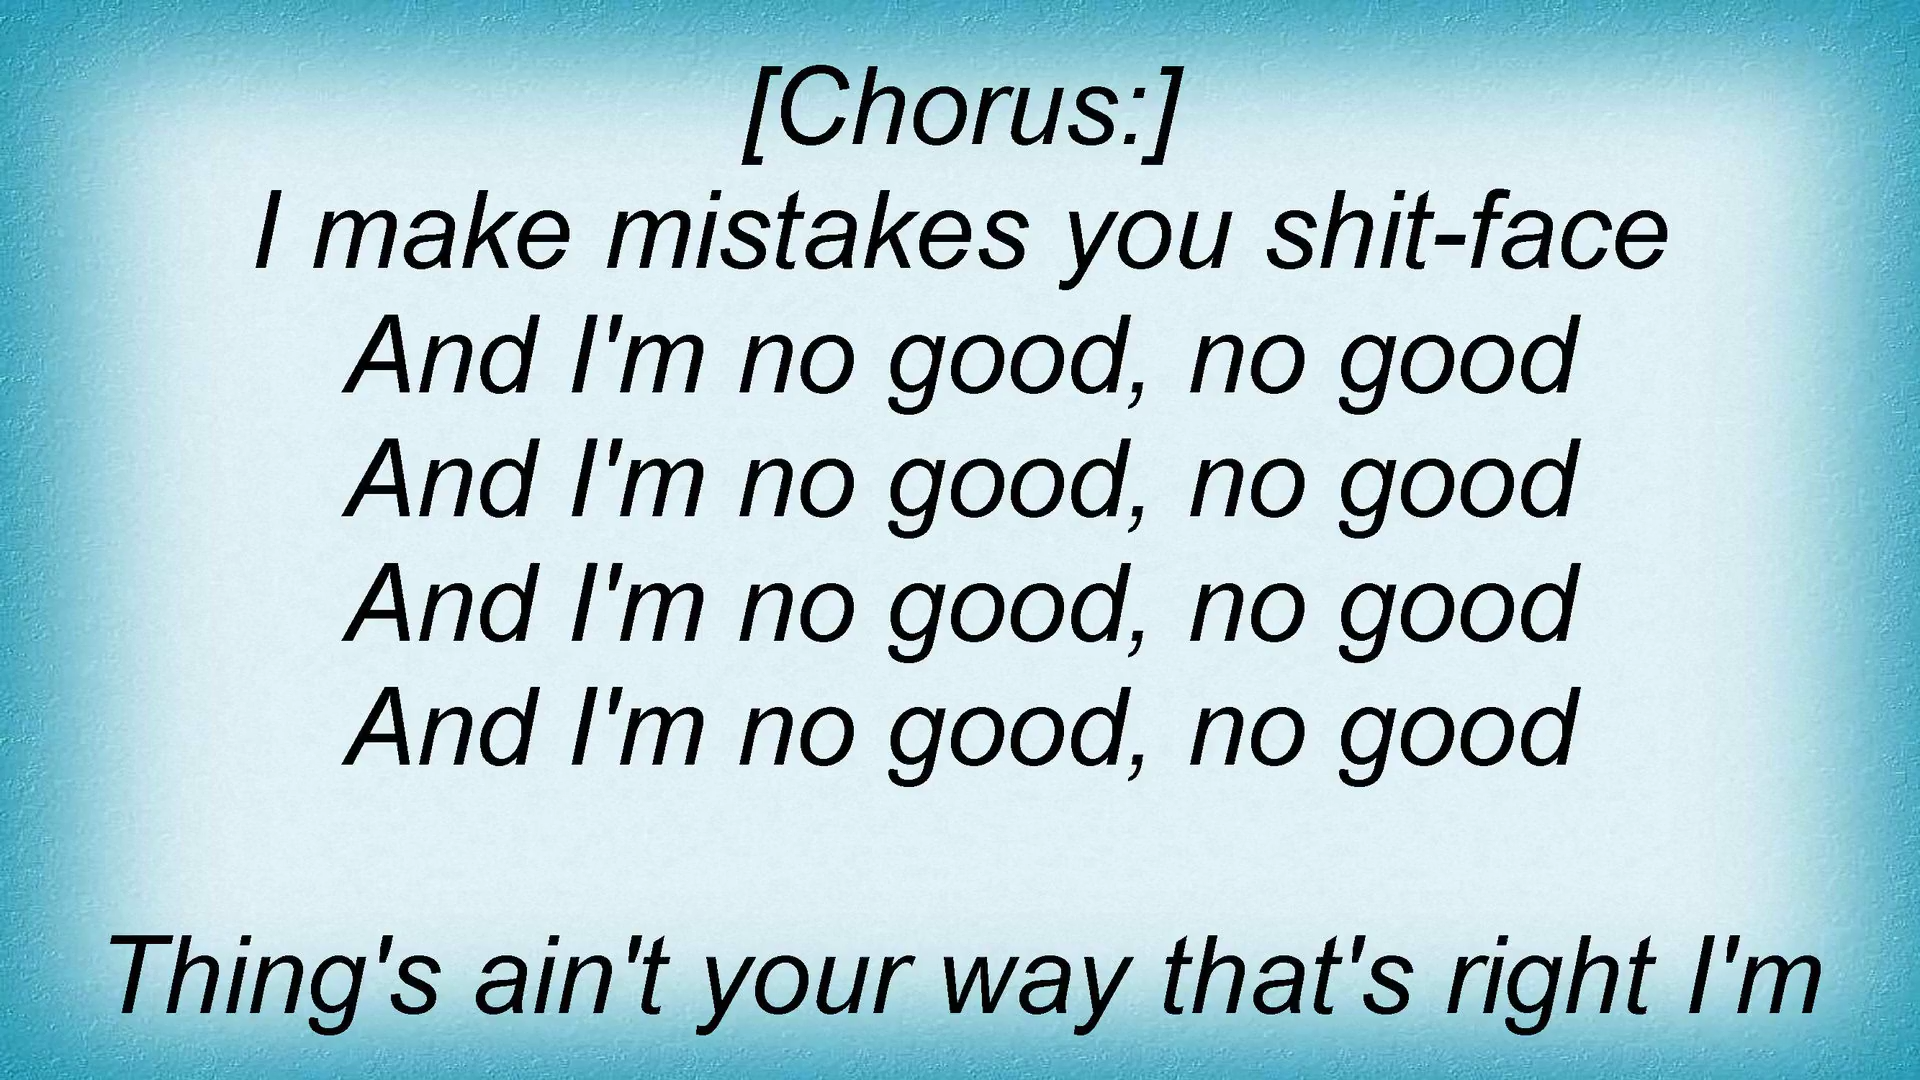 [Chorus:]
I make mistakes you shit-face
And I'm no good, no good
And I'm no good, no good
And I'm no good, no good
And I'm no good, no good
Thing's ain't your way that's right I'm